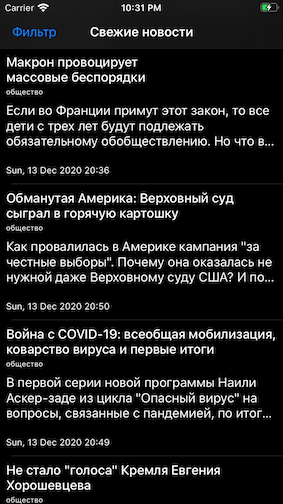 Carrier 10:31 PM
Фильтр Свежие новости
Макрон провоцирует
массовые беспорядки
общество
Если во Франции примут этот закон, то все
дети с трех лет будут подлежать
обязательному обобществлению. Но что в...
Sun, 13 Dec 2020 20:36
Обманутая Америка: Верховный суд
сыграл в горячую картошку
общество
Как провалилась в Америке кампания "за
честные выборы". Почему она оказалась не
нужной даже Верховному суду США? И по...
Sun, 13 Dec 2020 20:50
Война с COVID-19: всеобщая мобилизация,
коварство вируса и первые итоги
общество
В первой серии новой программы Наили
Аскер-заде из цикла "Опасный вирус" на
вопросы, связанные с пандемией, по итог...
Sun, 13 Dec 2020 20:49
Не стало "голоса" Кремля Евгения
Хорошевцева
общество